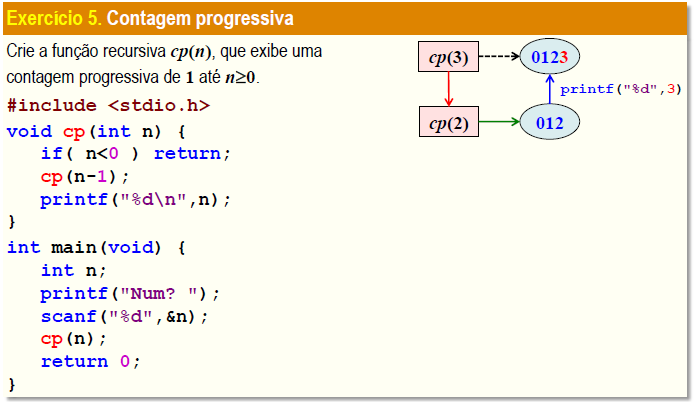 Exercício 5. Contagem progressiva
Crie a função recursiva cp(n), que exibe uma
contagem progressiva de 1 até n≥0.
#include <stdio.h>
void cp(int n) {
   if( n<0 ) return;
   cp(n-1);
   printf("%d\n",n);
}
int main(void) {
   int n;
   printf("Num? ");
   scanf("%d",&n);
   cp(n);
   return 0;
}
cp(3)
0123
printf("%d",3)
cp(2)
012